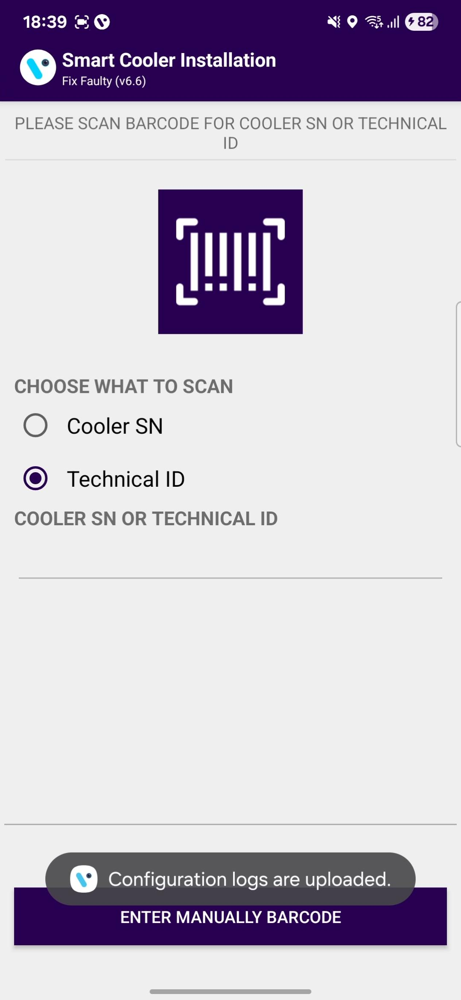 18:39
5
82
Smart Cooler Installation
Fix Faulty (v6.6)
PLEASE SCAN BARCODE FOR COOLER SN OR TECHNICAL
ID
CHOOSE WHAT TO SCAN
Cooler SN
Technical ID
COOLER SN OR TECHNICAL ID
Configuration logs are uploaded.
ENTER MANUALLY BARCODE